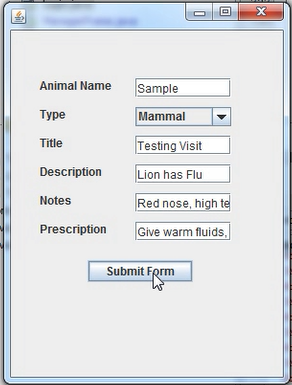 Animal Name Sample
Type Mammal
Title Testing Visit
Description Lion has Flu
Notes Red nose, high te
Prescription Give warm fluids,
Submit Form